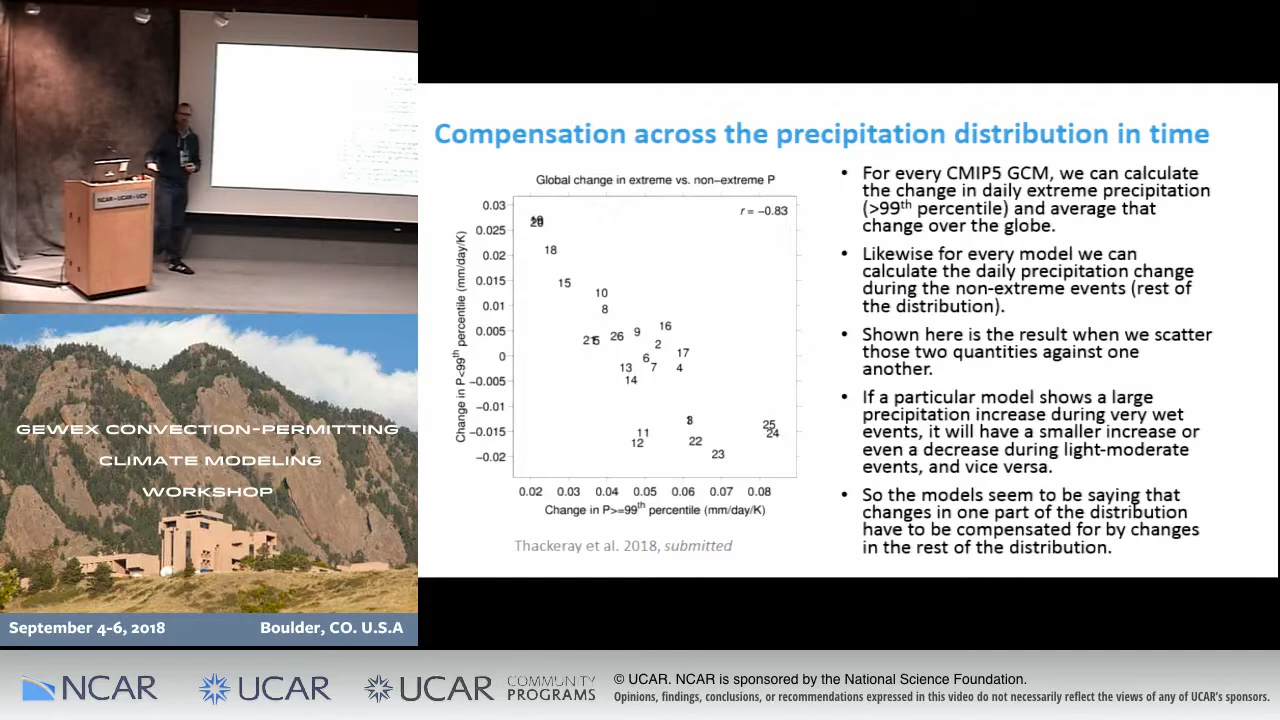 NCAR • UCAR • UCP
GEWEX CONVECTION-PERMITTING
CLIMATE MODELING
WORKSHOP
September 4-6, 2018
Boulder, CO. U.S.A
Compensation across the precipitation distribution in time
Global change in extreme vs. non-extreme P
r = −0.83
Change in P<99th percentile (mm/day/K)
0.03
0.025
0.02
0.015
0.01
0.005
0
−0.005
−0.01
−0.015
−0.02
18
15
10
8
16
9
26
2
17
6
7
4
13
14
11
12
22
23
25
24
0.02 0.03 0.04 0.05 0.06 0.07 0.08
Change in P>=99th percentile (mm/day/K)
Thackeray et al. 2018, submitted
• For every CMIP5 GCM, we can calculate
the change in daily extreme precipitation
(>99th percentile) and average that
change over the globe.
• Likewise for every model we can
calculate the daily precipitation change
during the non-extreme events (rest of
the distribution).
• Shown here is the result when we scatter
those two quantities against one
another.
• If a particular model shows a large
precipitation increase during very wet
events, it will have a smaller increase or
even a decrease during light-moderate
events, and vice versa.
• So the models seem to be saying that
changes in one part of the distribution
have to be compensated for by changes
in the rest of the distribution.
NCAR
UCAR
UCAR
COMMUNITY
PROGRAMS
© UCAR. NCAR is sponsored by the National Science Foundation.
Opinions, findings, conclusions, or recommendations expressed in this video do not necessarily reflect the views of any of UCAR's sponsors.